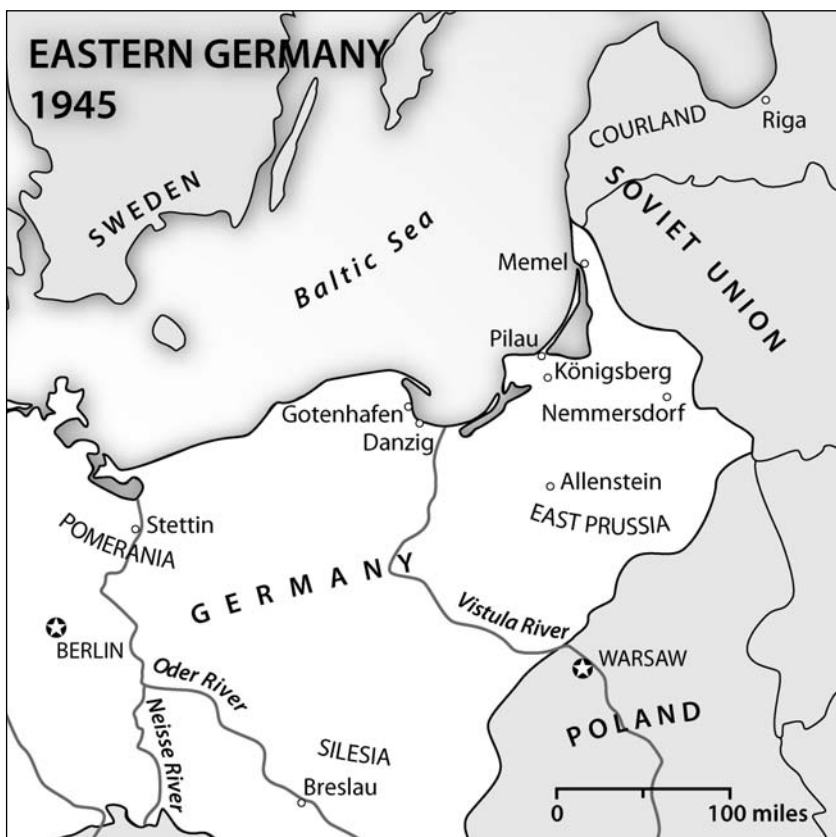 EASTERN GERMANY
1945
COURLAND
Riga
SWEDEN
SOVIET UNION
Baltic Sea
Memel
Pilau
Königsberg
Gotenhafen
Nemmersdorf
Danzig
Allenstein
EAST PRUSSIA
Stettin
POMERANIA
GERMANY
Vistula River
BERLIN
WARSAW
Oder River
Neisse River
POLAND
SILESIA
Breslau
0 100 miles